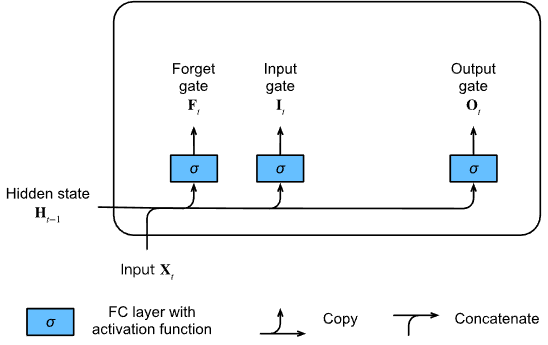 Forget
gate
F_t
Input
gate
I_t
Output
gate
O_t
σ
σ
σ
Hidden state
H_{t−1}
Input X_t
σ
FC layer with
activation function
Copy
Concatenate